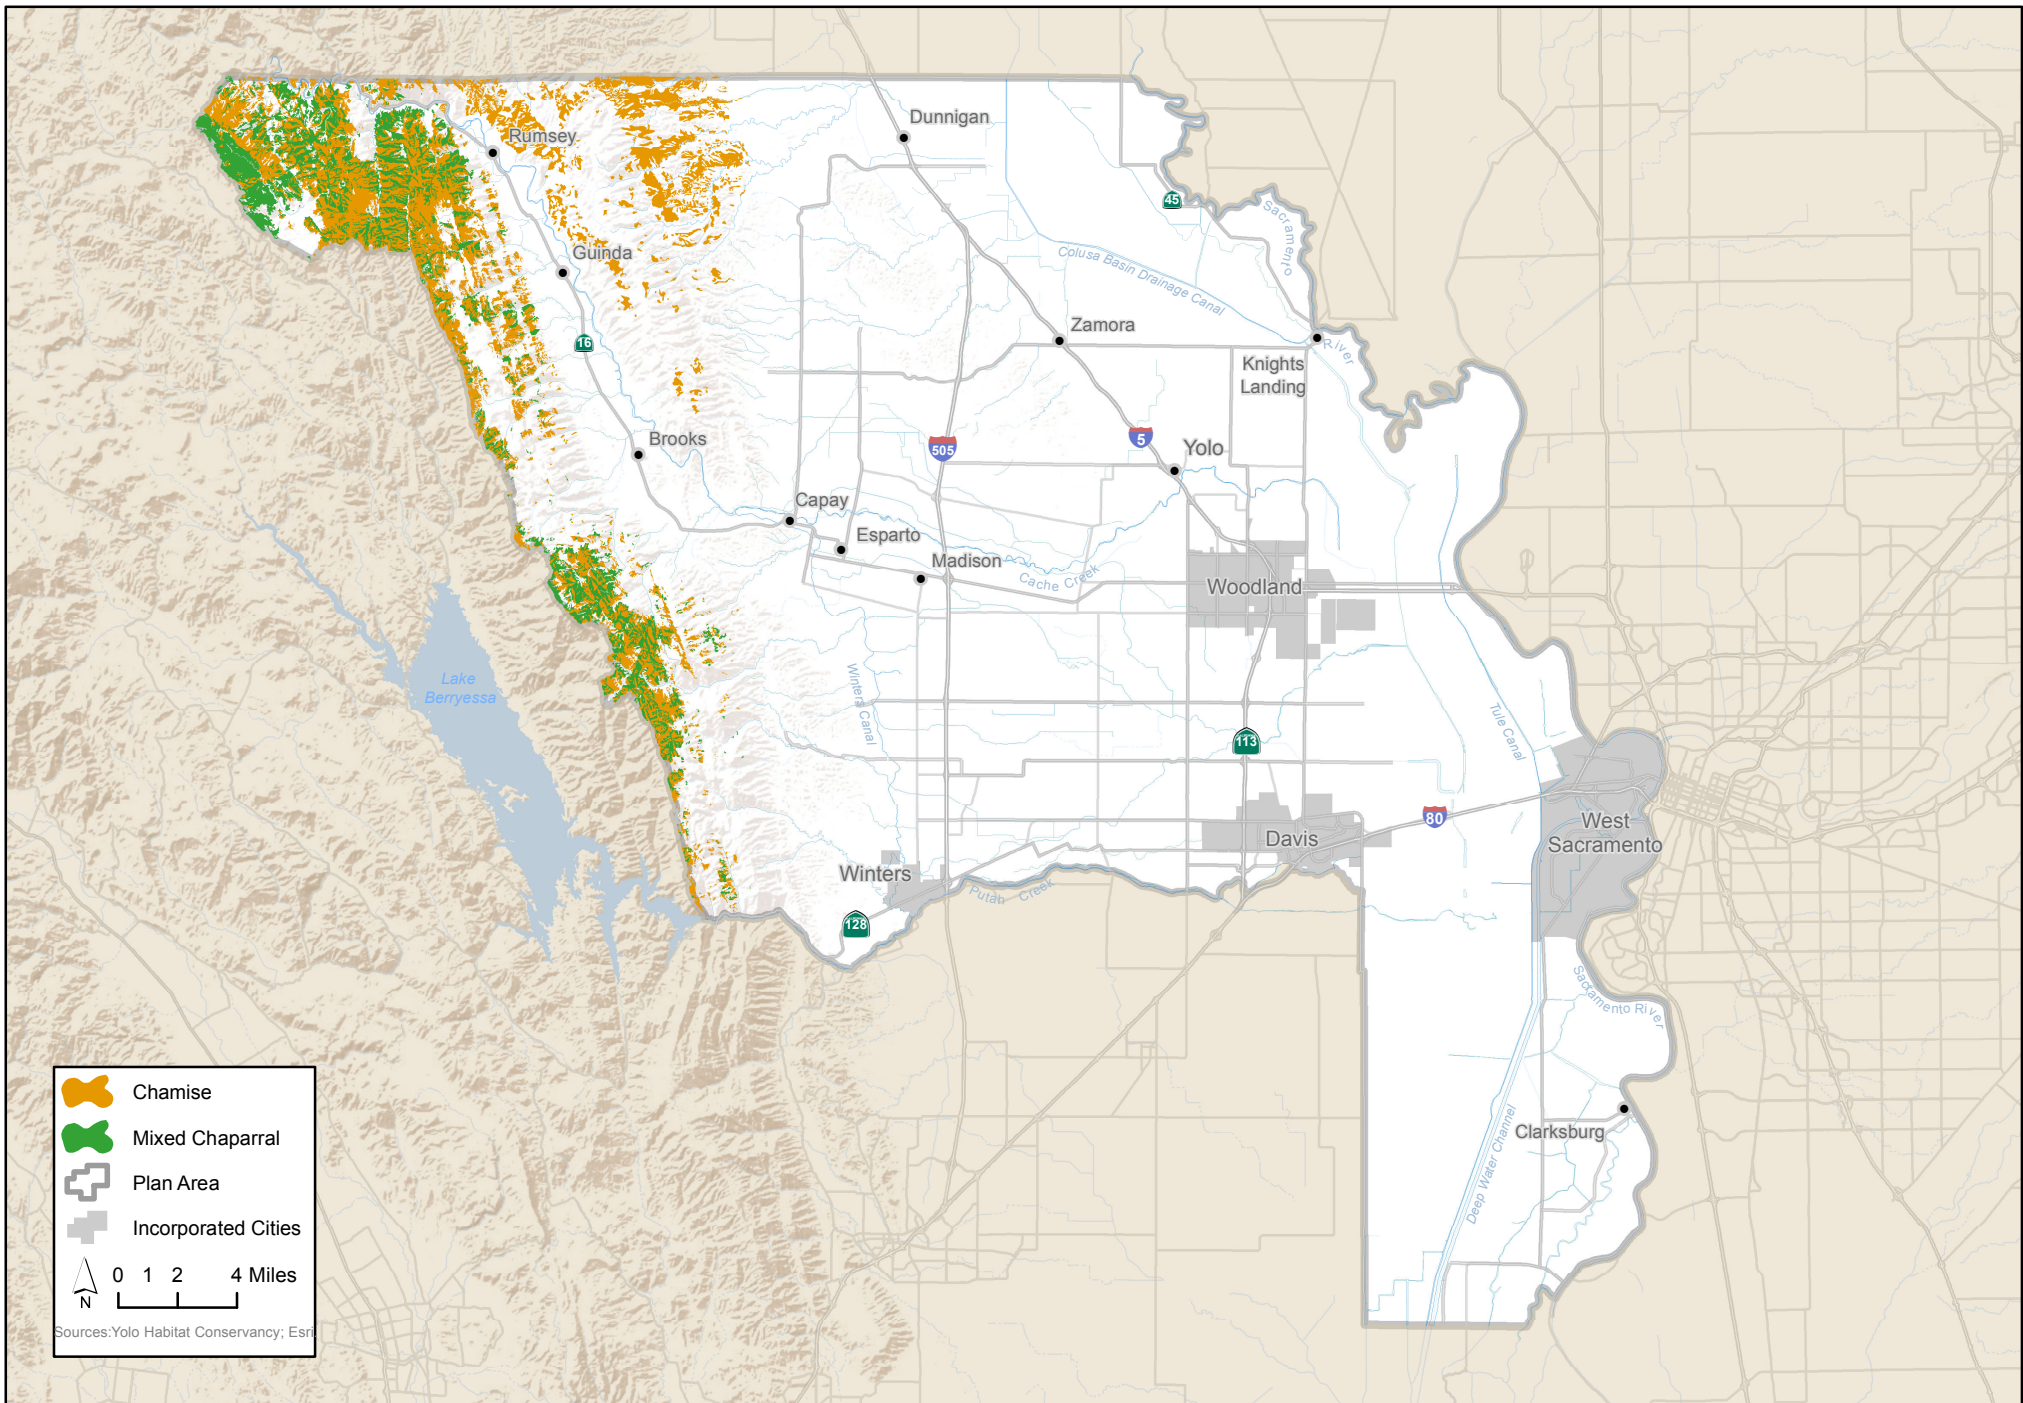 Dunnigan
Rumsey
45
Sacramento
Guinda
Colusa Basin Drainage Canal
16
Zamora
River
Knights
Landing
Brooks
505
5
Yolo
Capay
Esparto
Madison
Cache Creek
Woodland
Lake
Berryessa
Winters Canal
Tule Canal
113
80
West
Sacramento
Davis
Winters
Putah Creek
128
Sacramento River
Clarksburg
Deep Water Channel
Chamise
Mixed Chaparral
Plan Area
Incorporated Cities
0 1 2 4 Miles
N
Sources:Yolo Habitat Conservancy; Esri